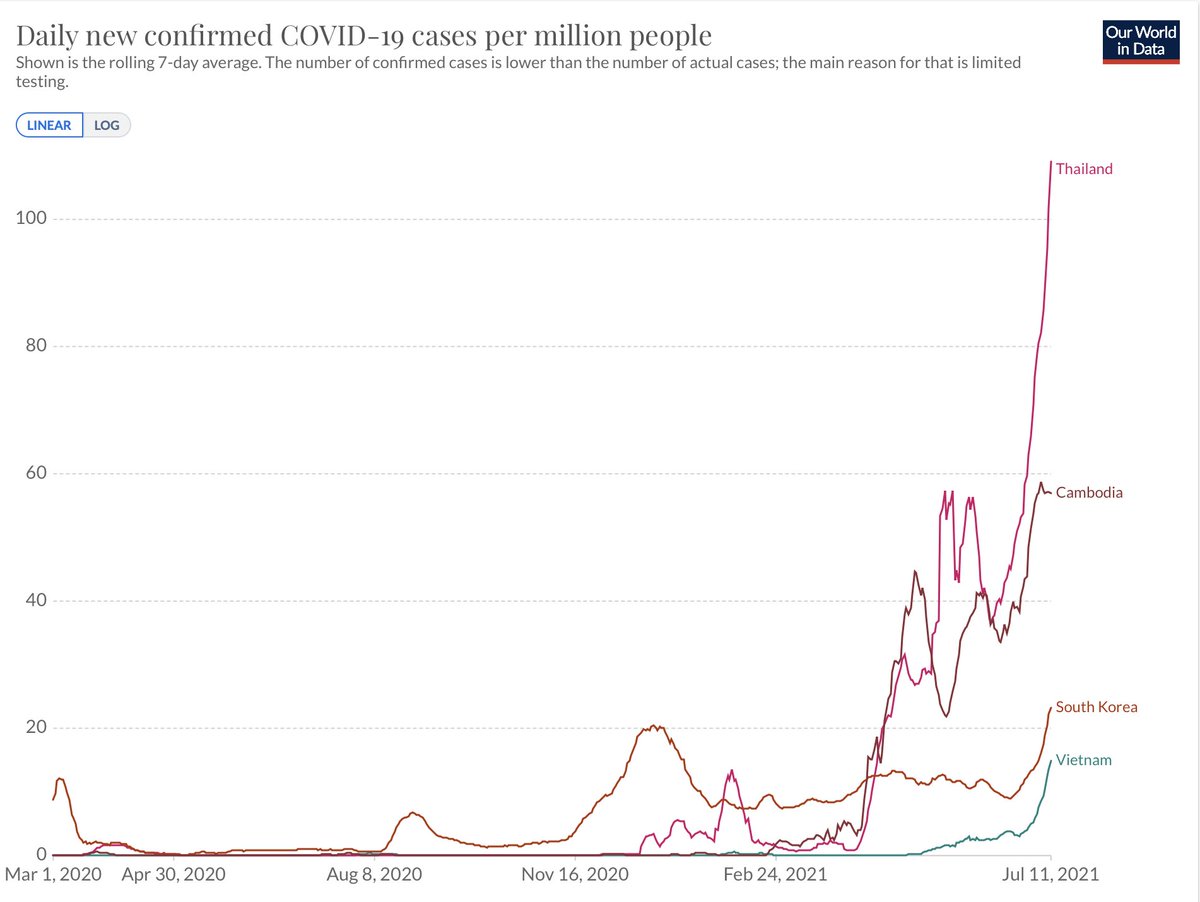 Daily new confirmed COVID-19 cases per million people
Shown is the rolling 7-day average. The number of confirmed cases is lower than the number of actual cases; the main reason for that is limited
testing.
Our World
in Data
LINEAR
LOG
Thailand
100
80
60
Cambodia
40
20
South Korea
Vietnam
0
Mar 1, 2020
Apr 30, 2020
Aug 8, 2020
Nov 16, 2020
Feb 24, 2021
Jul 11, 2021